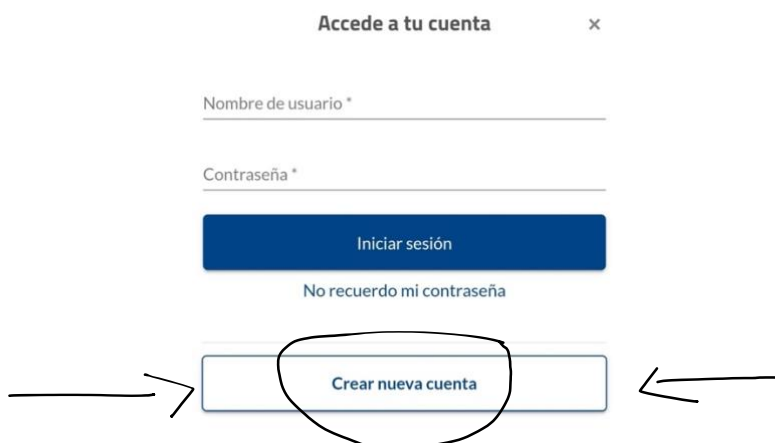 Accede a tu cuenta ×
Nombre de usuario *
Contraseña *
Iniciar sesión
No recuerdo mi contraseña
Crear nueva cuenta